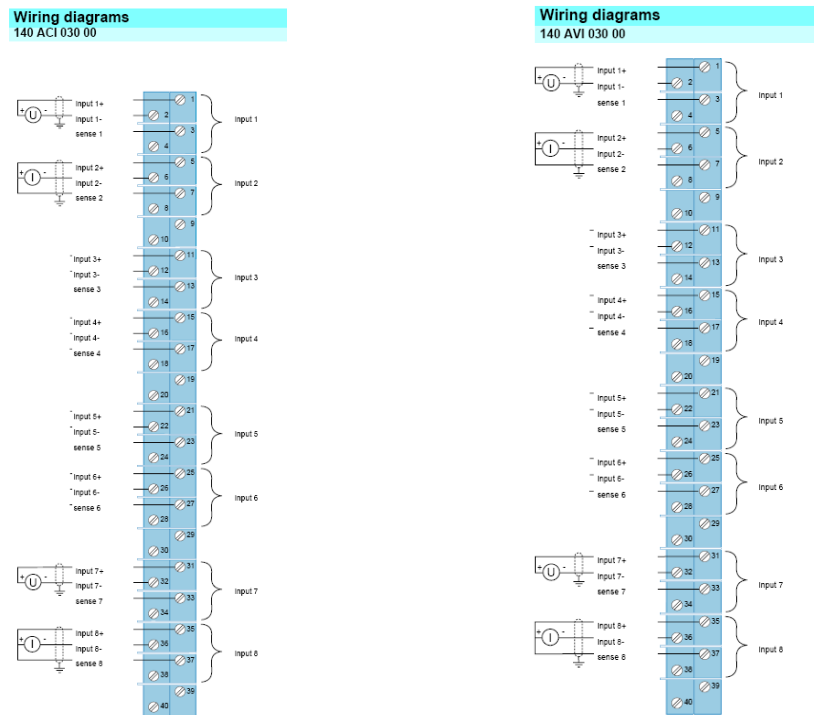 Wiring diagrams
140 ACI 030 00
Input 1+ 1
+ U - Input 1- 2
sense 1 3
Input 1
4
Input 2+ 5
+ I - Input 2- 6
Input 2
sense 2 7
8
9
10
Input 3+ 11
Input 3- 12
Input 3
sense 3 13
14
Input 4+ 15
Input 4- 16
Input 4
sense 4 17
18
19
20
Input 5+ 21
Input 5- 22
Input 5
sense 5 23
24
Input 6+ 25
Input 6- 26
Input 6
sense 6 27
28
29
30
Input 7+ 31
+ U - Input 7- 32
Input 7
sense 7 33
34
Input 8+ 35
+ I - Input 8- 36
Input 8
sense 8 37
38
39
40
Wiring diagrams
140 AVI 030 00
Input 1+ 1
+ U - Input 1- 2
Input 1
sense 1 3
4
Input 2+ 5
+ I - Input 2- 6
Input 2
sense 2 7
8
9
10
Input 3+ 11
Input 3- 12
Input 3
sense 3 13
14
Input 4+ 15
Input 4- 16
Input 4
sense 4 17
18
19
20
Input 5+ 21
Input 5- 22
Input 5
sense 5 23
24
Input 6+ 25
Input 6- 26
Input 6
sense 6 27
28
29
30
Input 7+ 31
+ U - Input 7- 32
Input 7
sense 7 33
34
Input 8+ 35
+ I - Input 8- 36
Input 8
sense 8 37
38
39
40